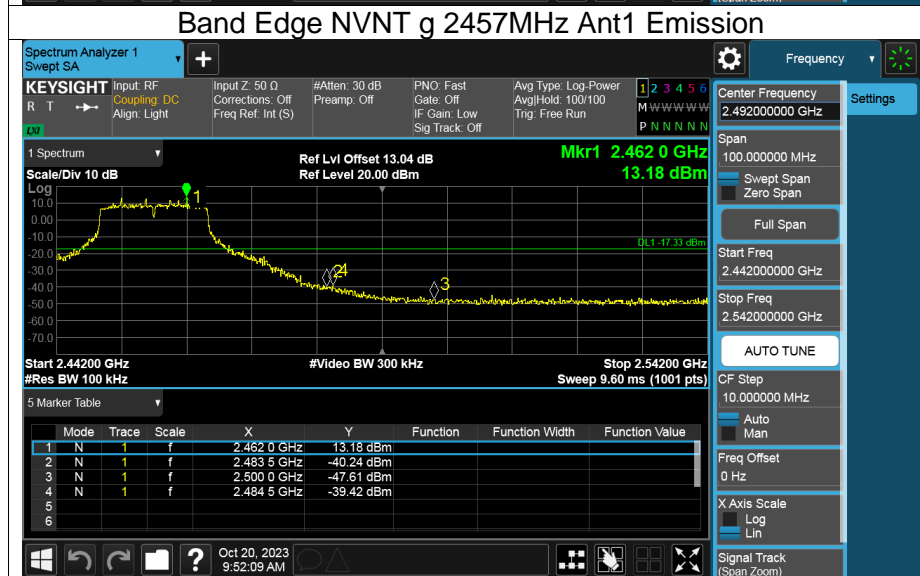 (Span Zoom)
Band Edge NVNT g 2457MHz Ant1 Emission
Spectrum Analyzer 1
Swept SA
+
Frequency
KEYSIGHT
R T
LXI
Input: RF
Coupling: DC
Align: Light
Input Z: 50 Ω
Corrections: Off
Freq Ref: Int (S)
#Atten: 30 dB
Preamp: Off
PNO: Fast
Gate: Off
IF Gain: Low
Sig Track: Off
Avg Type: Log-Power
Avg|Hold: 100/100
Trig: Free Run
1 2 3 4 5 6
M W W W W W
P N N N N N
1 Spectrum
Scale/Div 10 dB
Ref Lvl Offset 13.04 dB
Ref Level 20.00 dBm
Mkr1 2.462 0 GHz
13.18 dBm
Log
10.0
0.00
-10.0
-20.0
-30.0
-40.0
-50.0
-60.0
-70.0
1
24
3
DL1 -17.33 dBm
Start 2.44200 GHz
#Res BW 100 kHz
#Video BW 300 kHz
Stop 2.54200 GHz
Sweep 9.60 ms (1001 pts)
5 Marker Table
Mode Trace Scale X Y Function Function Width Function Value
1 N 1 f 2.462 0 GHz 13.18 dBm
2 N 1 f 2.483 5 GHz -40.24 dBm
3 N 1 f 2.500 0 GHz -47.61 dBm
4 N 1 f 2.484 5 GHz -39.42 dBm
5
6
?
Oct 20, 2023
9:52:09 AM
Center Frequency
2.492000000 GHz
Settings
Span
100.000000 MHz
Swept Span
Zero Span
Full Span
Start Freq
2.442000000 GHz
Stop Freq
2.542000000 GHz
AUTO TUNE
CF Step
10.000000 MHz
Auto
Man
Freq Offset
0 Hz
X Axis Scale
Log
Lin
Signal Track
(Span Zoom)